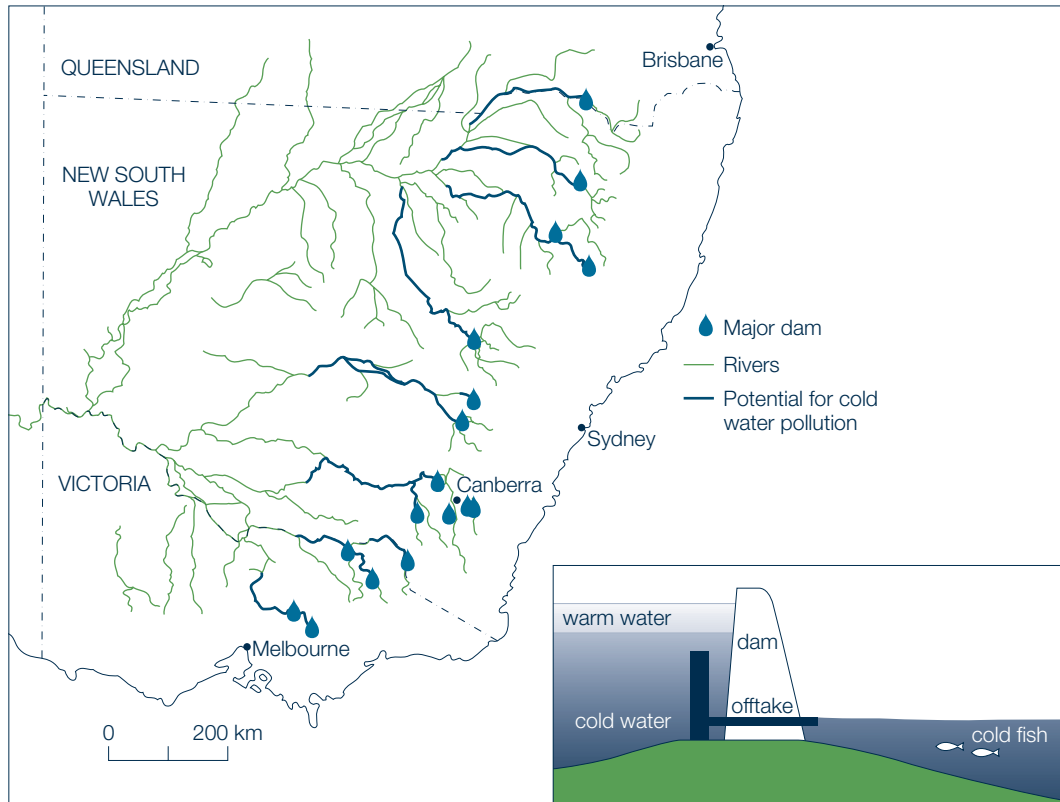 Brisbane
QUEENSLAND
NEW SOUTH
WALES
Major dam
Rivers
Potential for cold
water pollution
Sydney
VICTORIA
Canberra
Melbourne
0
200 km
warm water
dam
offtake
cold water
cold fish